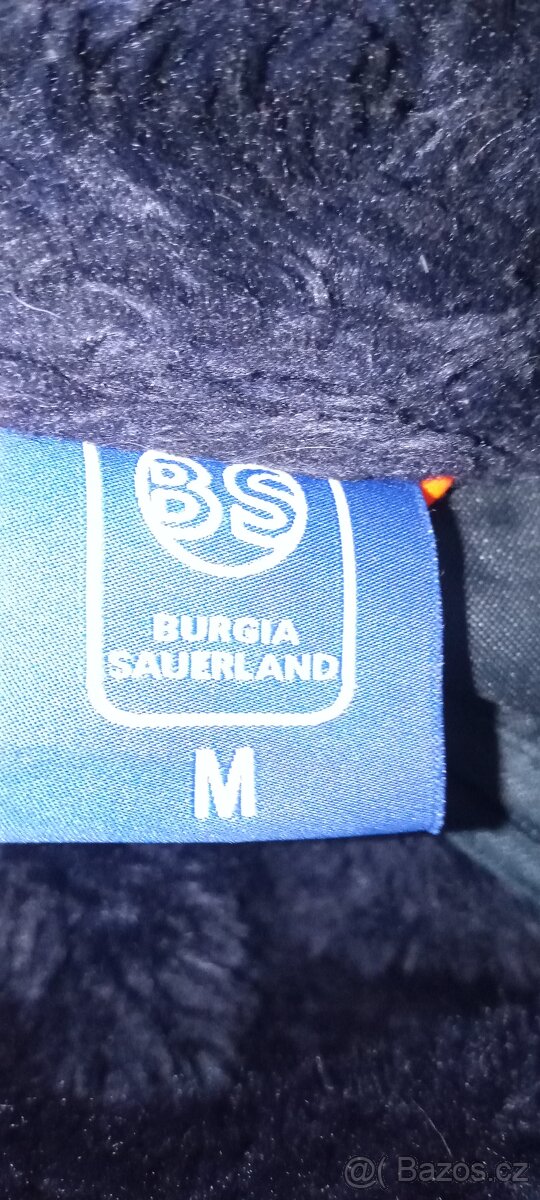 BS
BURGIA
SAUERLAND
M
@( Bazos.cz